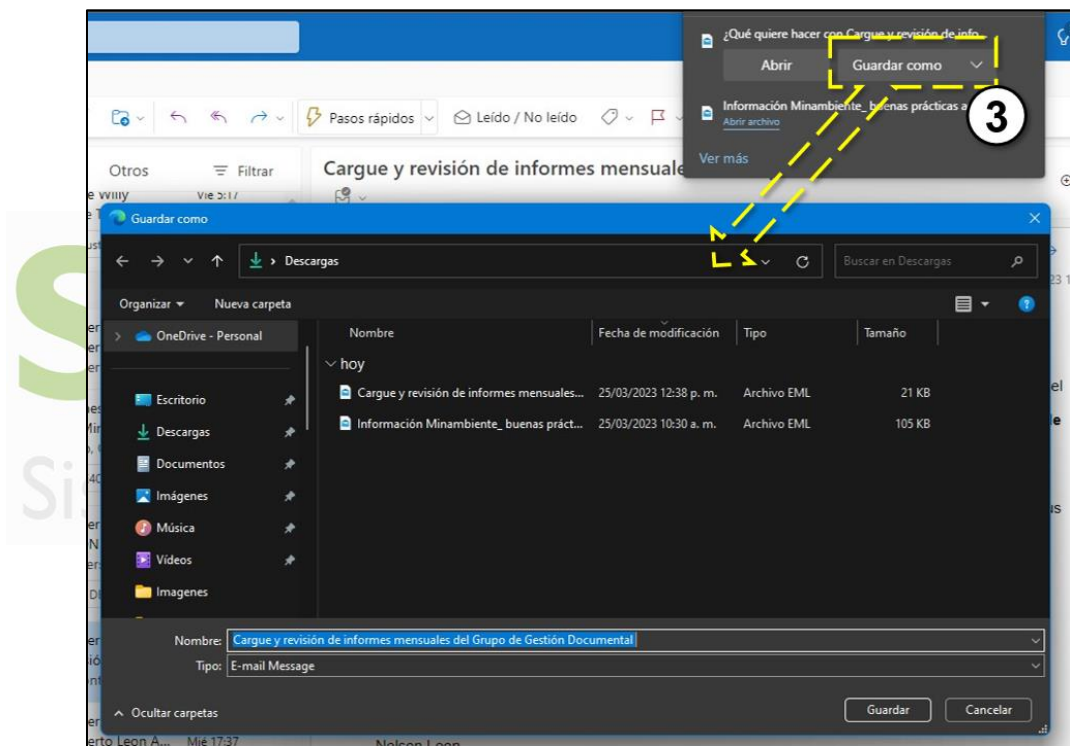 ¿Qué quiere hacer con Cargue y revisión de info...
Abrir
Guardar como
Información Minambiente_ buenas prácticas a
Abrir archivo
3
Ver más
Pasos rápidos
Leído / No leído
Otros
Filtrar
Cargue y revisión de informes mensuale
e Willy
Vie 5:17
Guardar como
Descargas
Buscar en Descargas
Organizar
Nueva carpeta
OneDrive - Personal
Escritorio
Descargas
Documentos
Imágenes
Música
Vídeos
Imagenes
Nombre
Fecha de modificación
Tipo
Tamaño
hoy
Cargue y revisión de informes mensuales...
25/03/2023 12:38 p. m.
Archivo EML
21 KB
Información Minambiente_ buenas práct...
25/03/2023 10:30 a. m.
Archivo EML
105 KB
Nombre:
Cargue y revisión de informes mensuales del Grupo de Gestión Documental
Tipo:
E-mail Message
Ocultar carpetas
Guardar
Cancelar
erto Leon A...
Mié 17:37
S
Sis